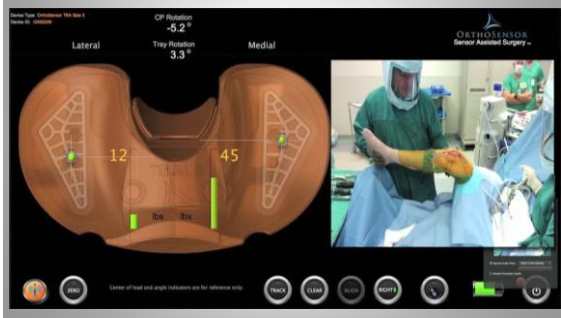 Device Type: OrthoSensor TKA Size 3
CP Rotation
-5.2°
Tray Rotation
3.3°
Lateral
Medial
ORTHOSENSOR
Sensor Assisted Surgery
12
45
lbs
lbs
ZERO
Center of load and angle indicators are for reference only.
TRACK
CLEAR
ALIGN
RIGHT